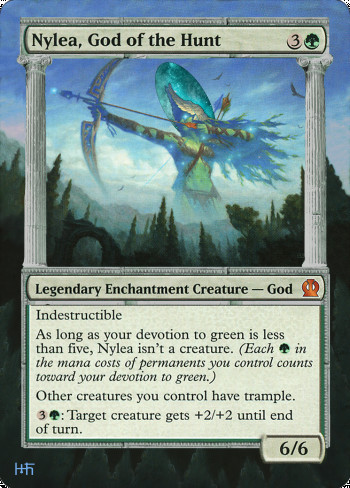 Nylea, God of the Hunt 3
Legendary Enchantment Creature — God
Indestructible
As long as your devotion to green is less
than five, Nylea isn't a creature. (Each in
the mana costs of permanents you control counts
toward your devotion to green.)
Other creatures you control have trample.
3: Target creature gets +2/+2 until end
of turn.
6/6